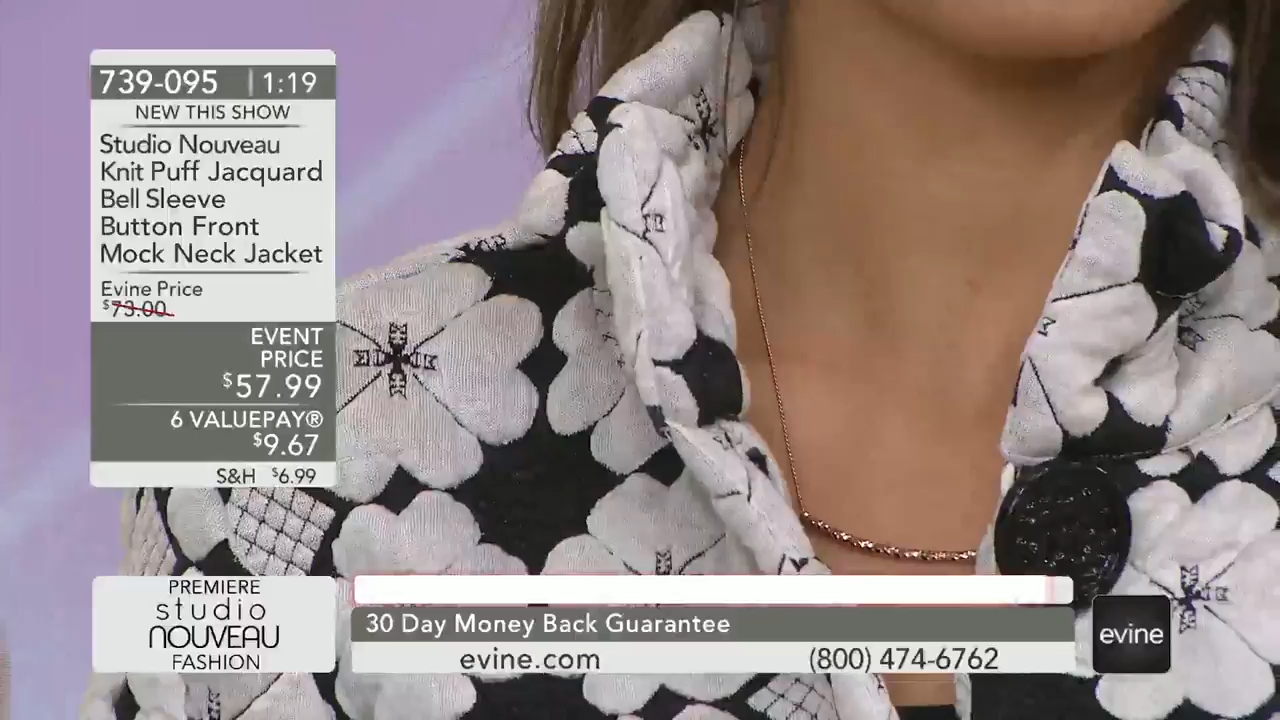 739-095 | 1:19
NEW THIS SHOW
Studio Nouveau
Knit Puff Jacquard
Bell Sleeve
Button Front
Mock Neck Jacket
Evine Price
$73.00
EVENT
PRICE
$57.99
6 VALUEPAY®
$9.67
S&H $6.99
PREMIERE
studio
NOUVEAU
FASHION
30 Day Money Back Guarantee
evine.com (800) 474-6762
evine